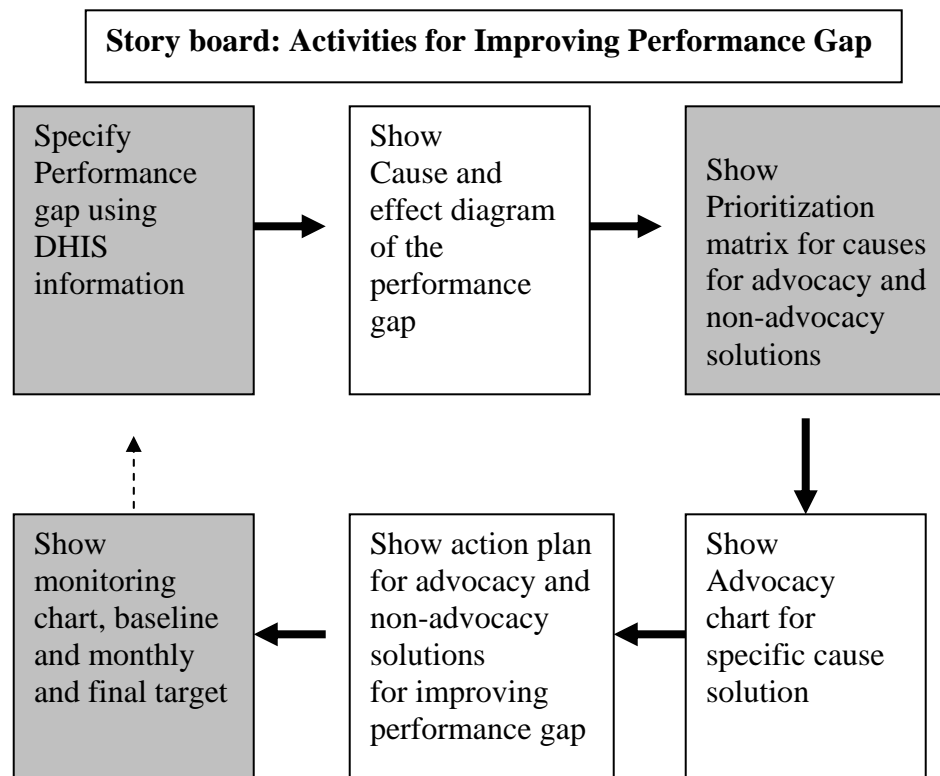 Story board: Activities for Improving Performance Gap
Specify
Performance
gap using
DHIS
information
Show
Cause and
effect diagram
of the
performance
gap
Show
Prioritization
matrix for causes
for advocacy and
non-advocacy
solutions
Show
Advocacy
chart for
specific cause
solution
Show action plan
for advocacy and
non-advocacy
solutions
for improving
performance gap
Show
monitoring
chart, baseline
and monthly
and final target